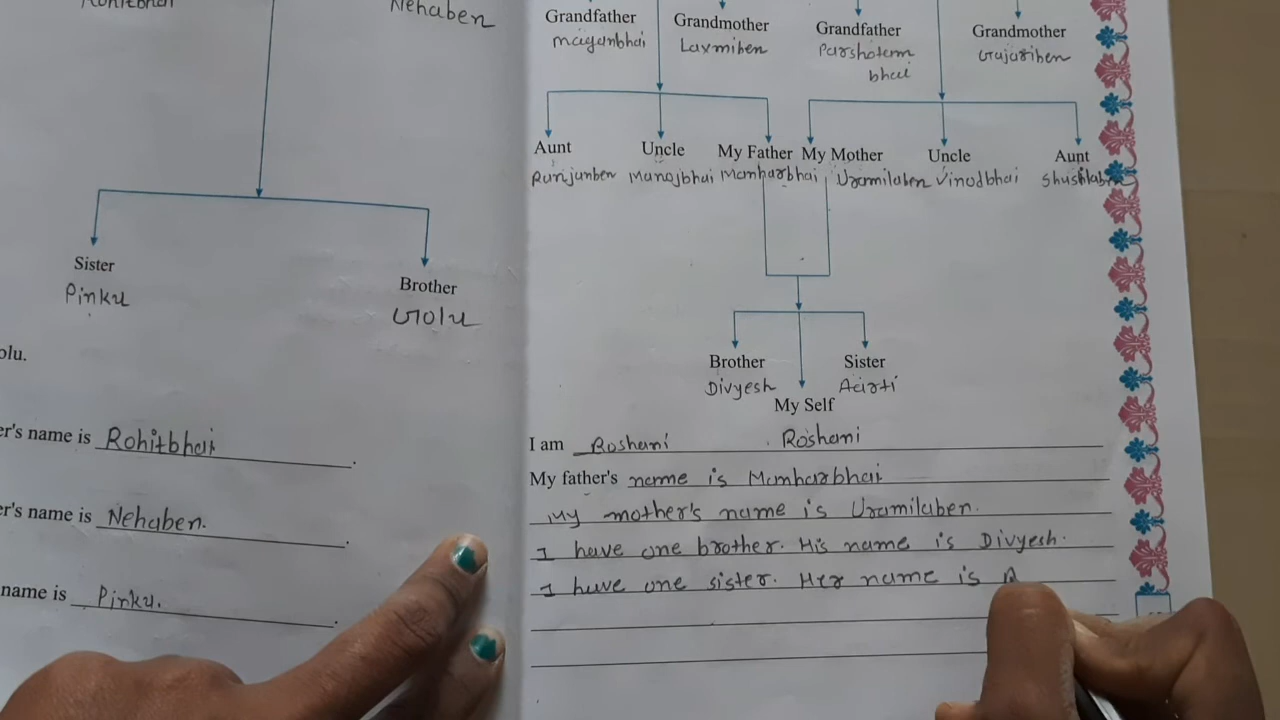 Nehaben
Sister
Pinku
Brother
Golu
olu.
er's name is Rohitbhai.
er's name is Nehaben.
name is Pinku.
Grandfather
maganbhai
Grandmother
Laxmiben
Grandfather
Parshotam
bhai
Grandmother
Gajariben
Aunt
Ranjanben
Uncle
Manojbhai
My Father
Manharbhai
My Mother
Uramilaben
Uncle
Vinodbhai
Aunt
Brother
Divyesh
Sister
Aarti
My Self
I am Roshani Roshani
My father's name is Manharbhai
My mother's name is Uramilaben.
I have one brother. His name is Divyesh.
I have one sister. Her name is A